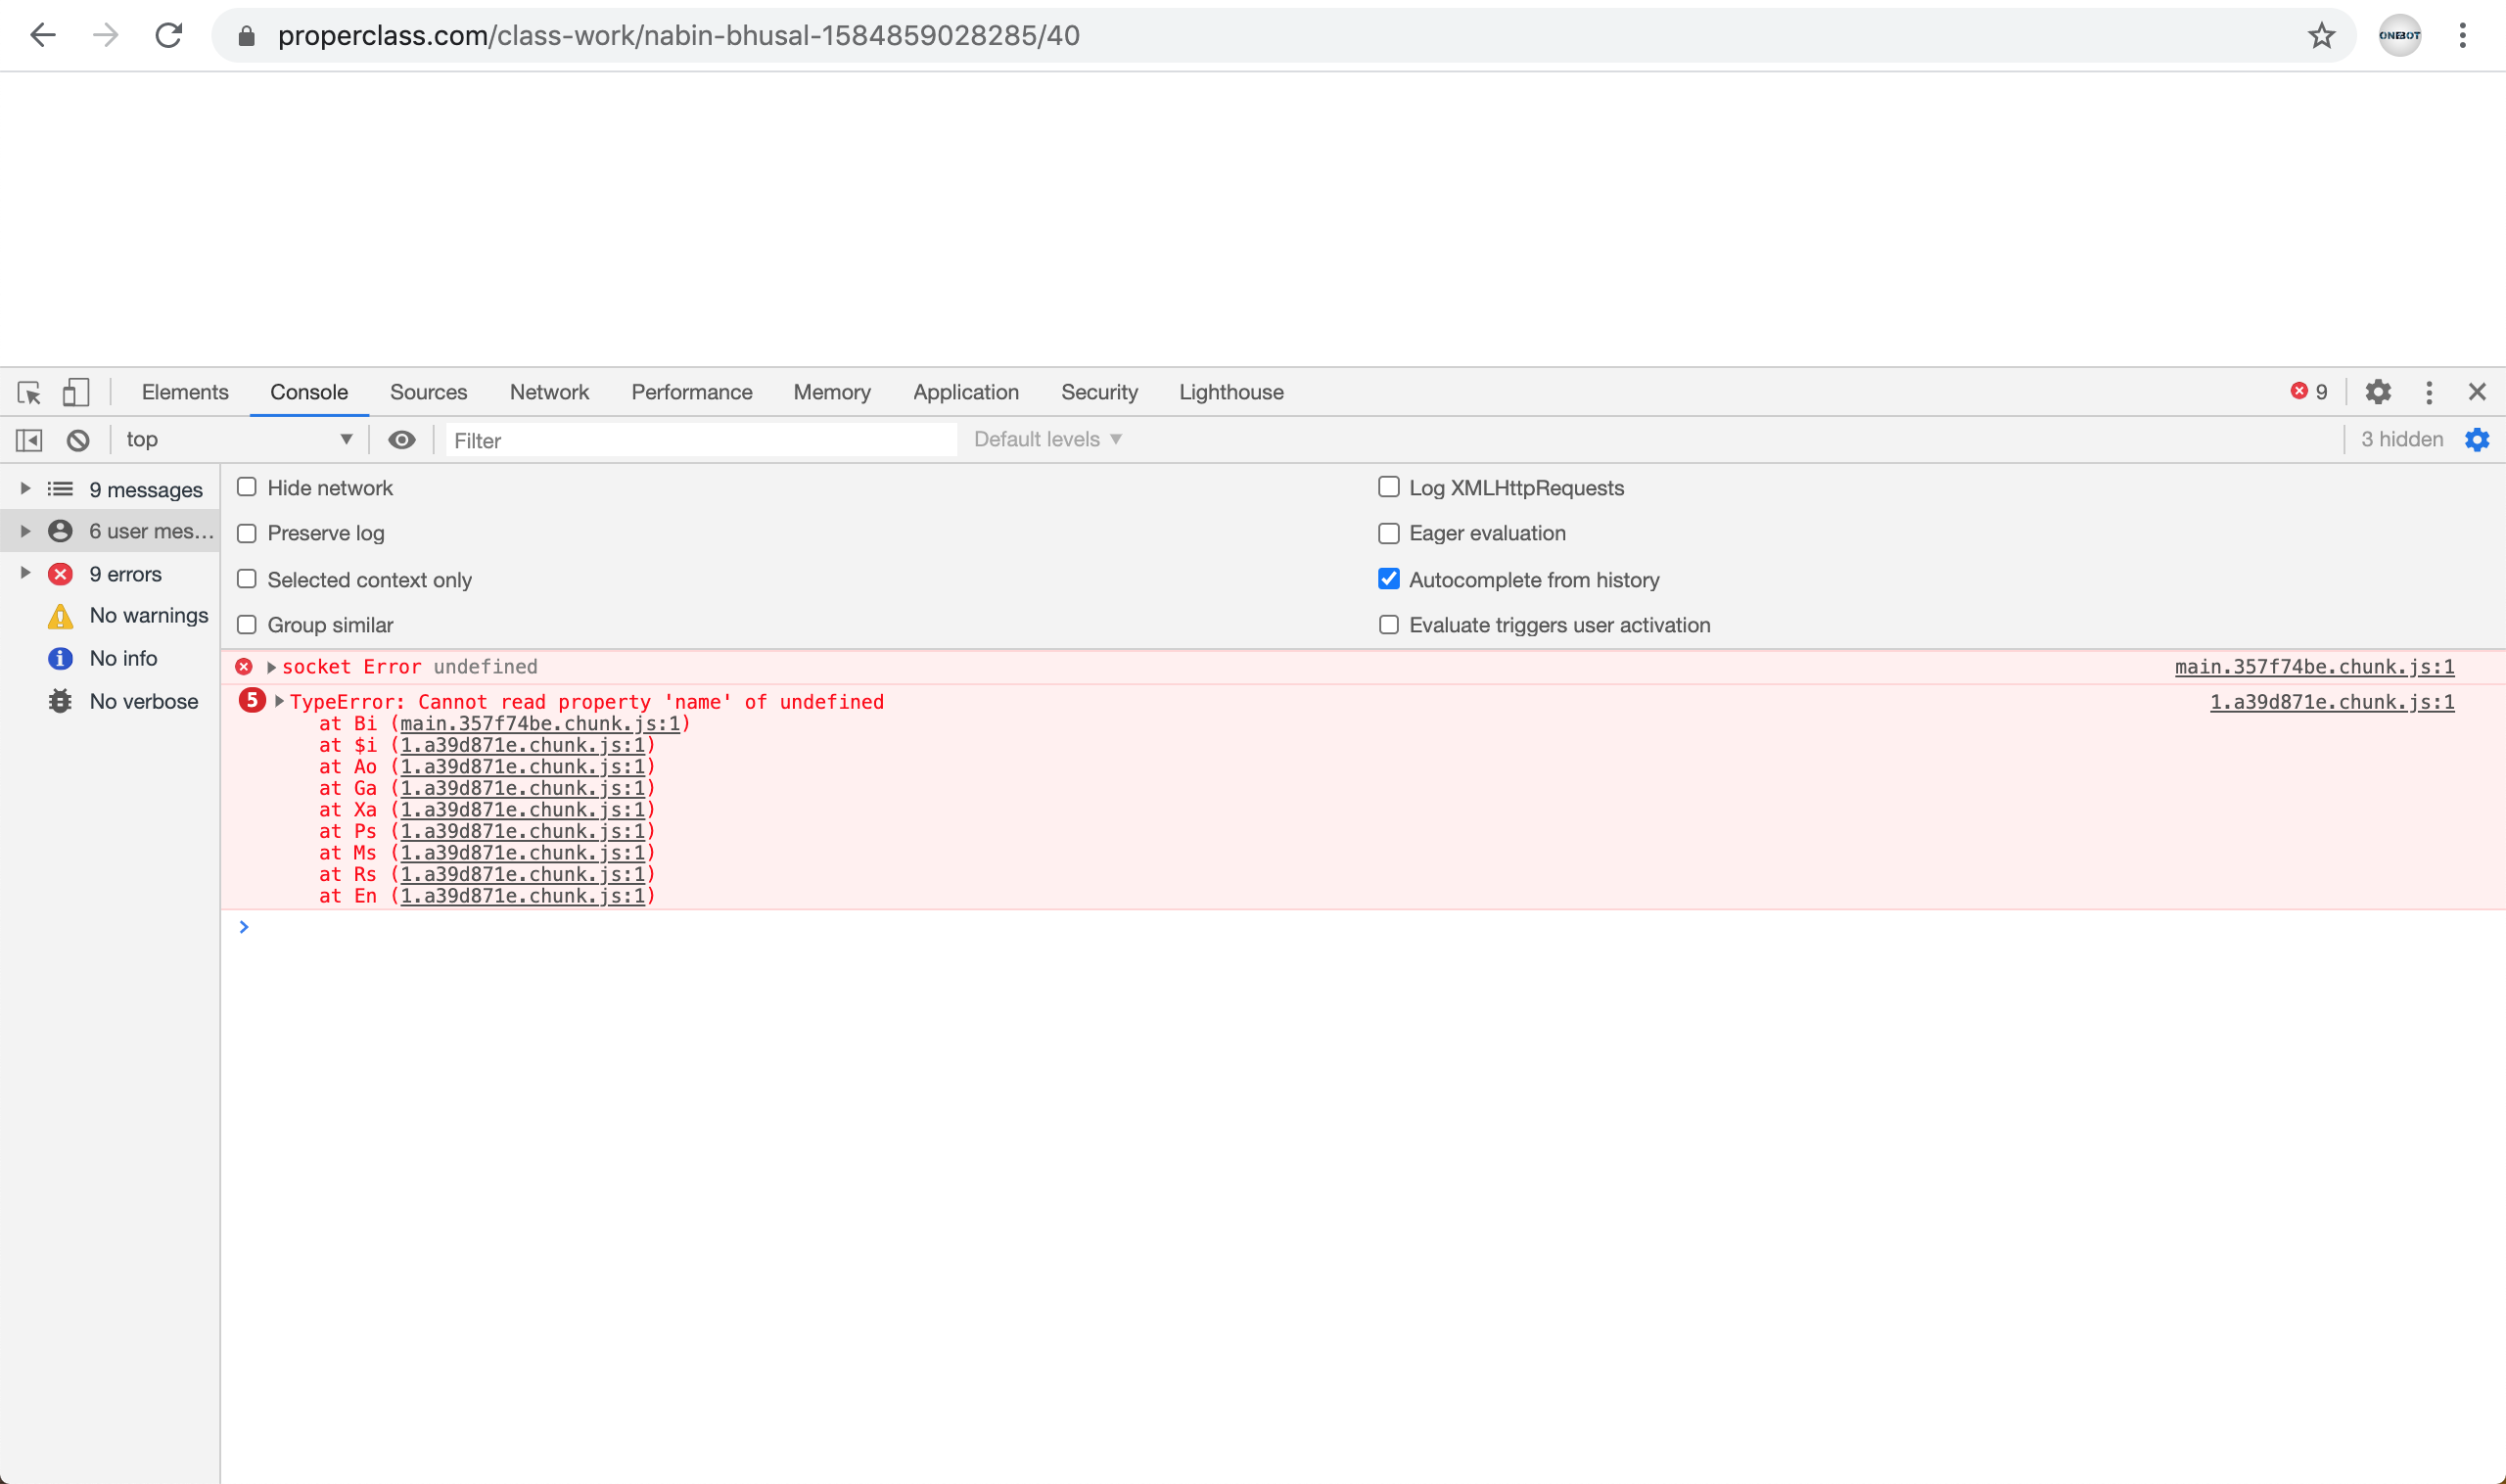 properclass.com/class-work/nabin-bhusal-1584859028285/40
ONEBOT
Elements Console Sources Network Performance Memory Application Security Lighthouse 9
top Filter Default levels 3 hidden
9 messages
6 user mes...
9 errors
No warnings
No info
No verbose
Hide network
Preserve log
Selected context only
Group similar
Log XMLHttpRequests
Eager evaluation
Autocomplete from history
Evaluate triggers user activation
socket Error undefined main.357f74be.chunk.js:1
5 TypeError: Cannot read property 'name' of undefined 1.a39d871e.chunk.js:1
at Bi (main.357f74be.chunk.js:1)
at $i (1.a39d871e.chunk.js:1)
at Ao (1.a39d871e.chunk.js:1)
at Ga (1.a39d871e.chunk.js:1)
at Xa (1.a39d871e.chunk.js:1)
at Ps (1.a39d871e.chunk.js:1)
at Ms (1.a39d871e.chunk.js:1)
at Rs (1.a39d871e.chunk.js:1)
at En (1.a39d871e.chunk.js:1)